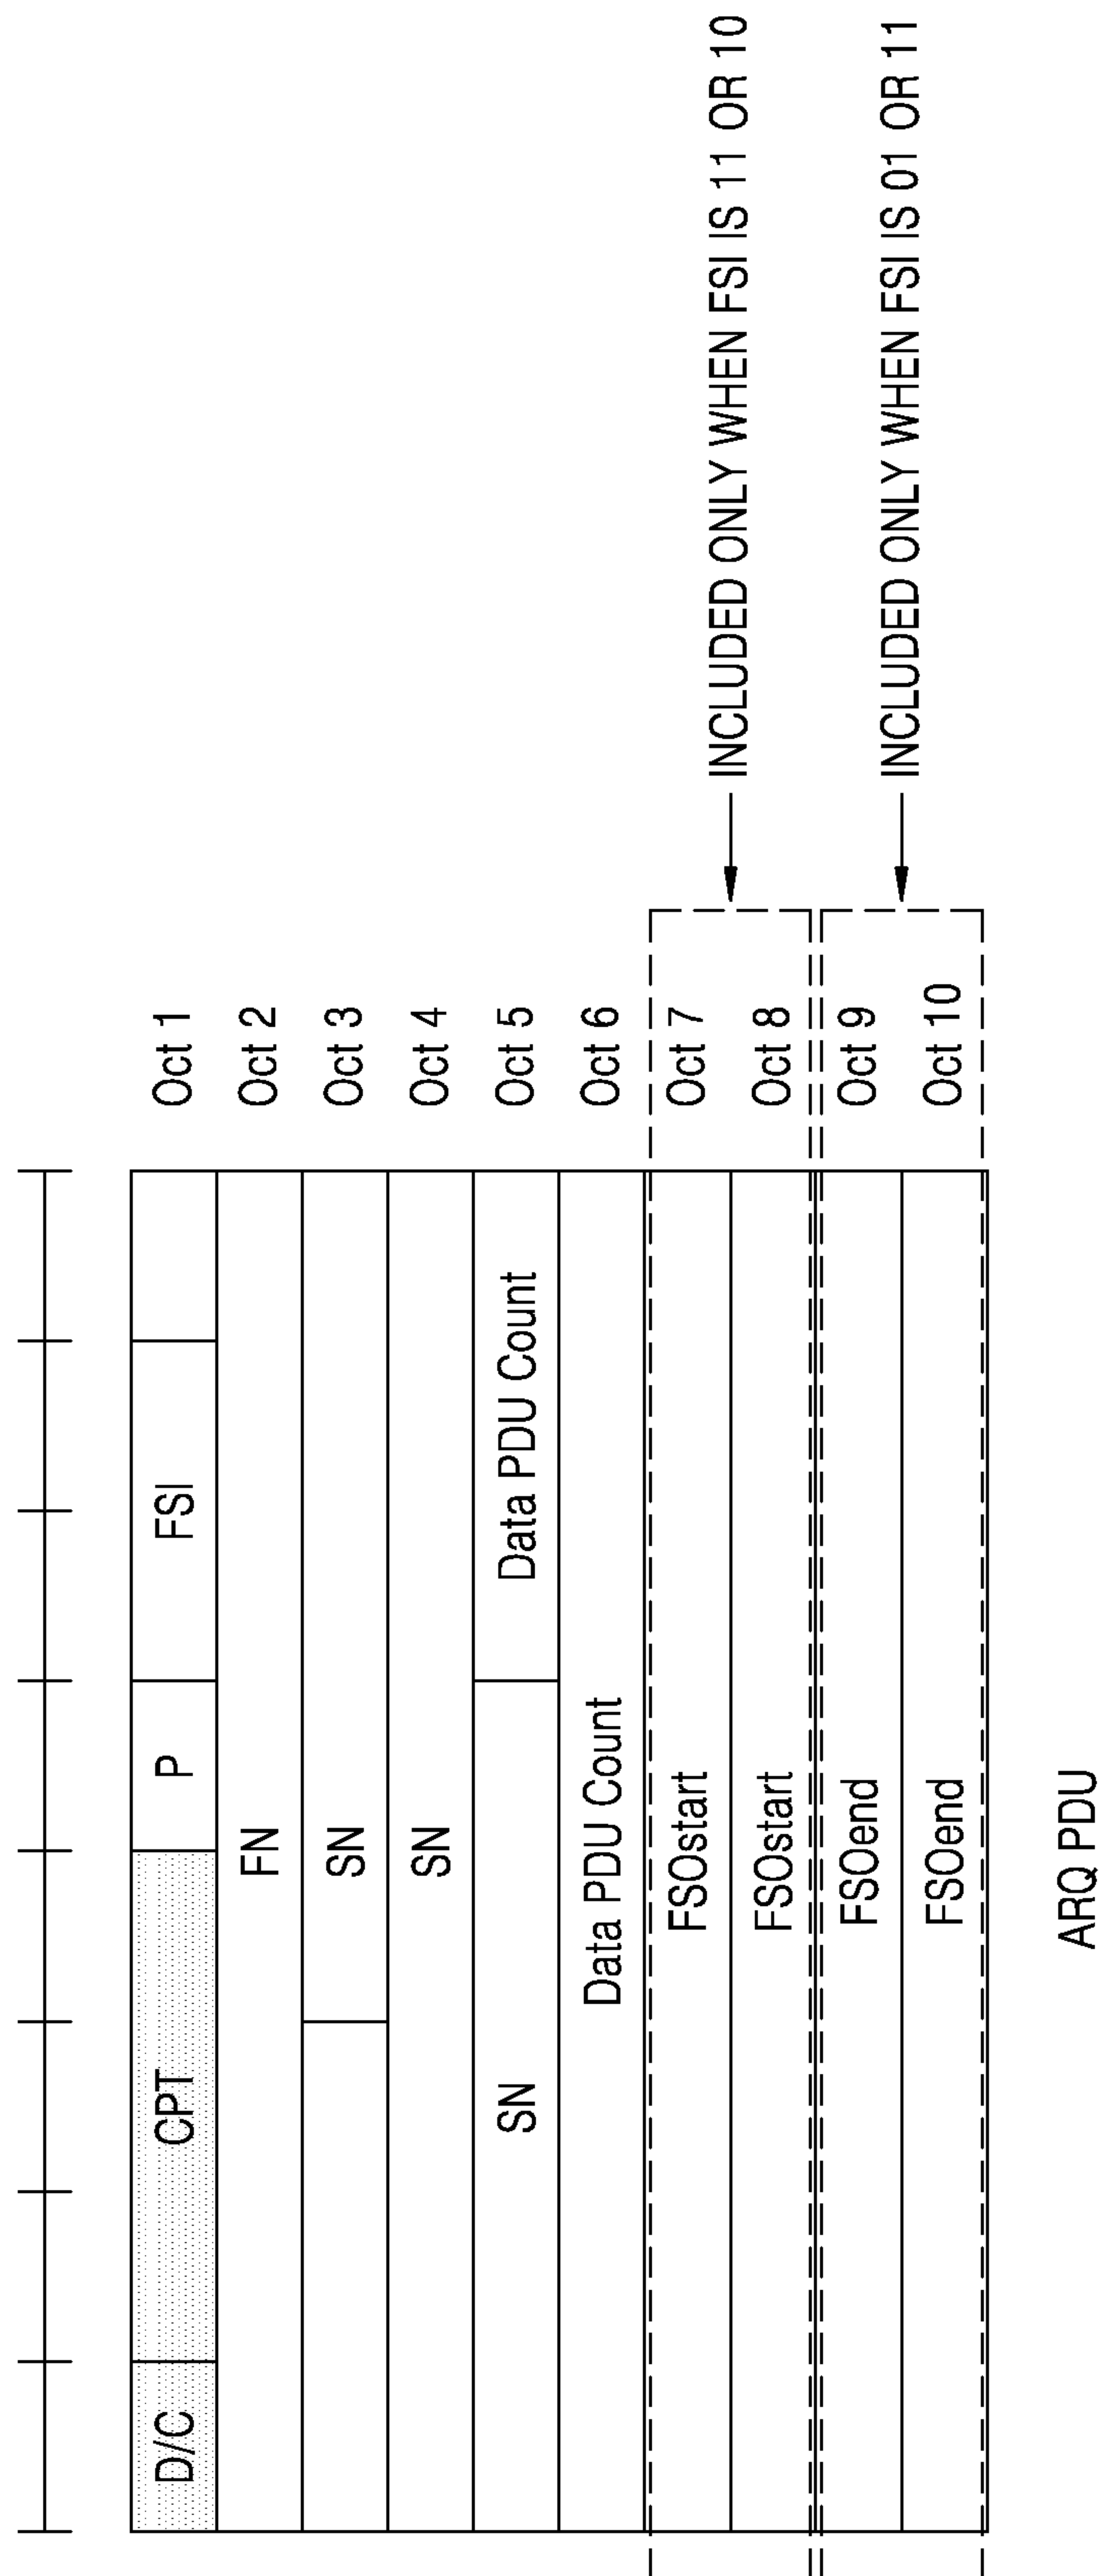 D/C CPT P FSI Oct 1
FN Oct 2
SN Oct 3
SN Oct 4
SN Data PDU Count Oct 5
Data PDU Count Oct 6
FSOstart Oct 7
INCLUDED ONLY WHEN FSI IS 11 OR 10
FSOstart Oct 8
FSOend Oct 9
INCLUDED ONLY WHEN FSI IS 01 OR 11
FSOend Oct 10
ARQ PDU